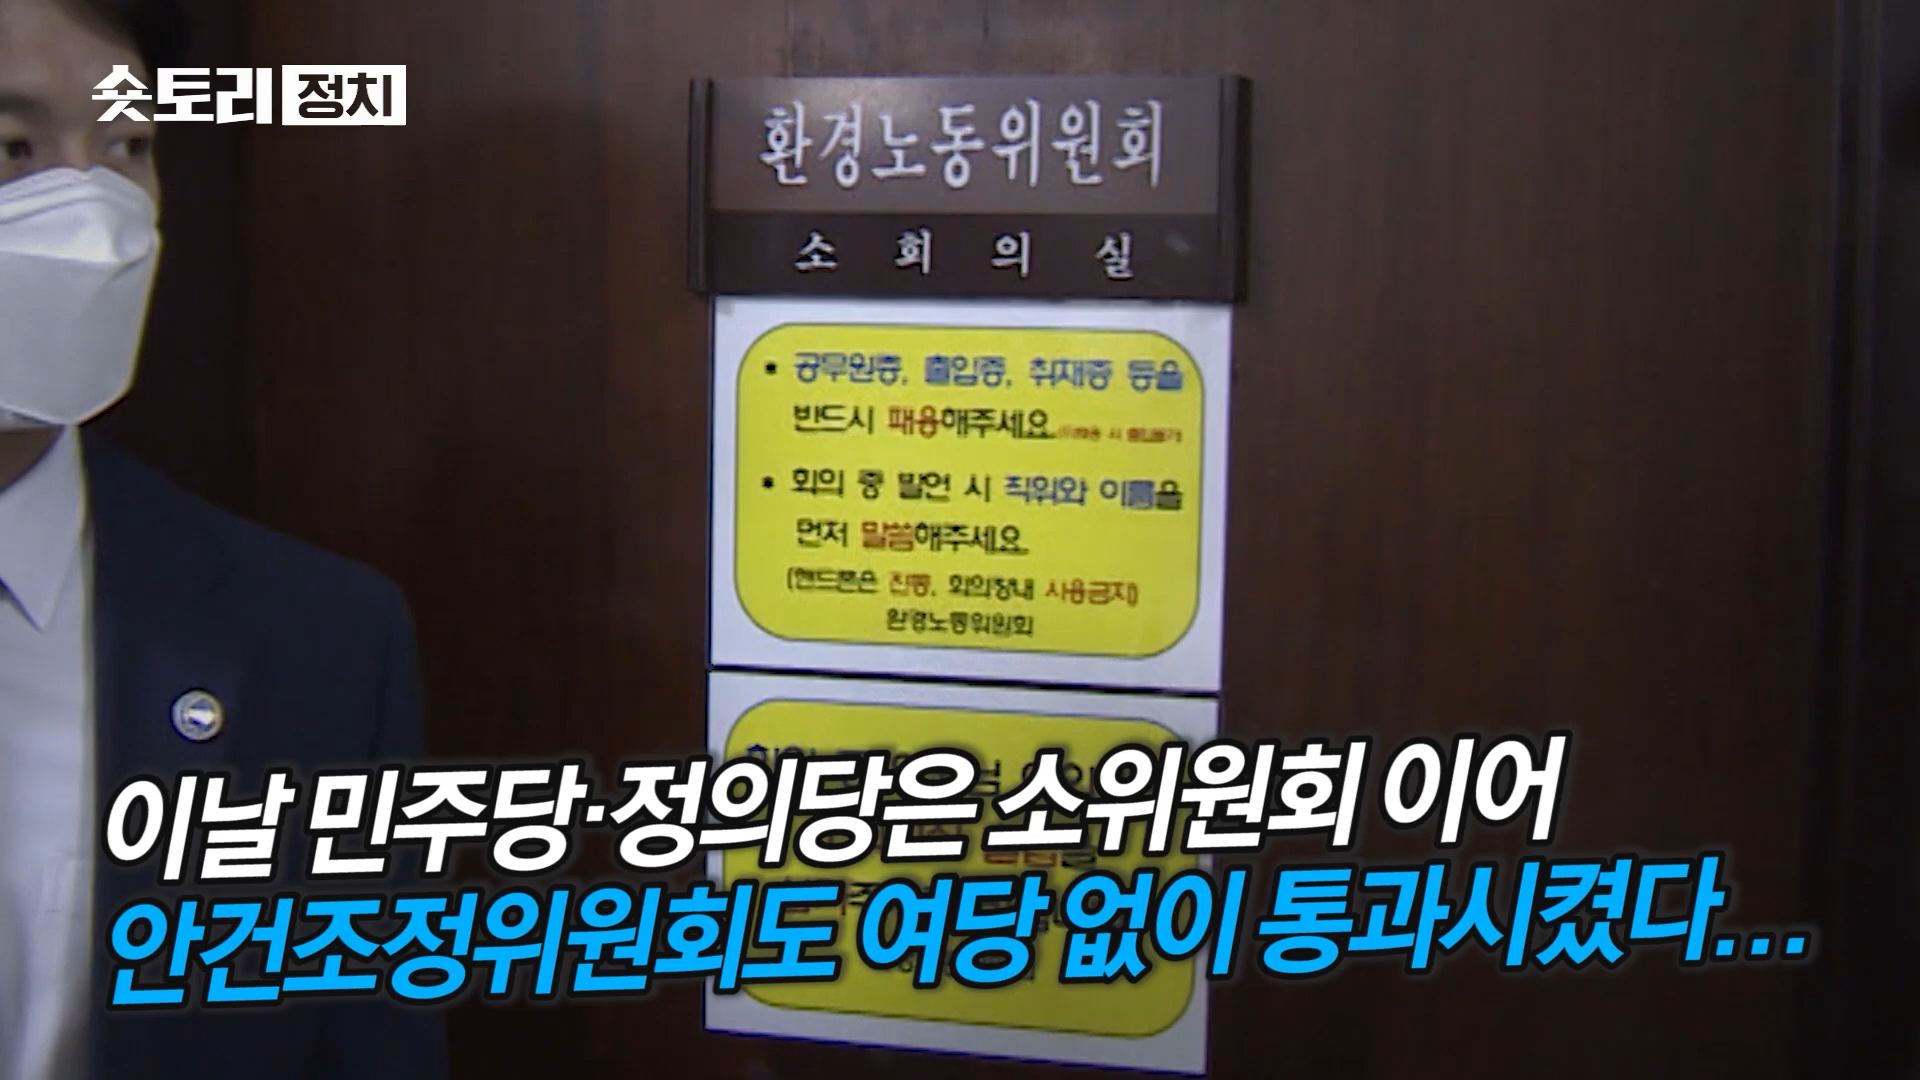 숏토리 정치
환경노동위원회
소 회 의 실
• 공무원증, 출입증, 취재증 등을
반드시 패용해주세요.
• 회의 중 발언 시 직위와 이름을
먼저 말씀해주세요.
(핸드폰은 진동, 회의장내 사용금지)
환경노동위원회
이날 민주당·정의당은 소위원회 이어
안건조정위원회도 여당 없이 통과시켰다…